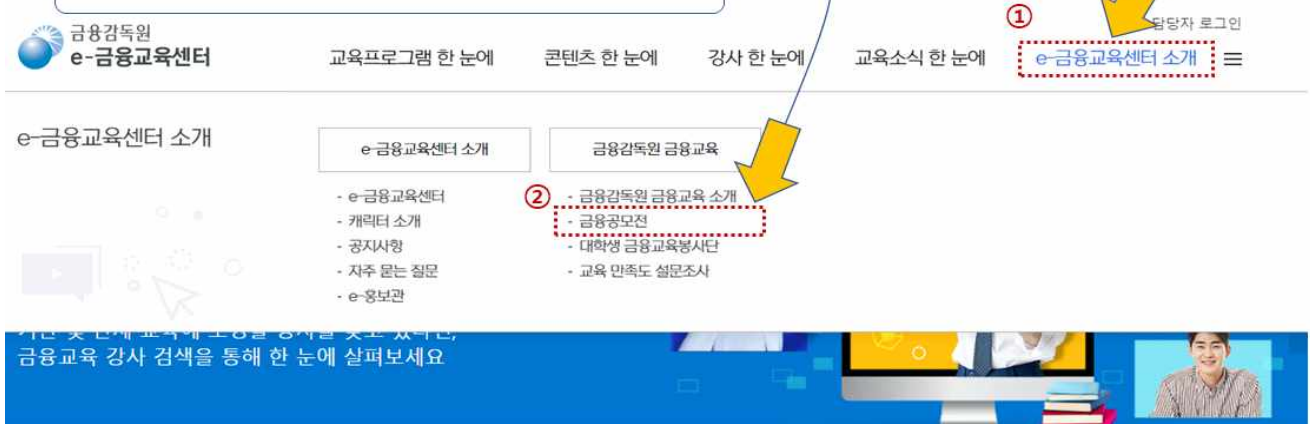 ①
담당자 로그인
금융감독원
e-금융교육센터
교육프로그램 한 눈에
콘텐츠 한 눈에
강사 한 눈에
교육소식 한 눈에
e-금융교육센터 소개
e-금융교육센터 소개
e-금융교육센터 소개
금융감독원 금융교육
- e-금융교육센터
- 캐릭터 소개
- 공지사항
- 자주 묻는 질문
- e-홍보관
②
- 금융감독원 금융교육 소개
- 금융공모전
- 대학생 금융교육봉사단
- 교육 만족도 설문조사
금융교육 강사 검색을 통해 한 눈에 살펴보세요